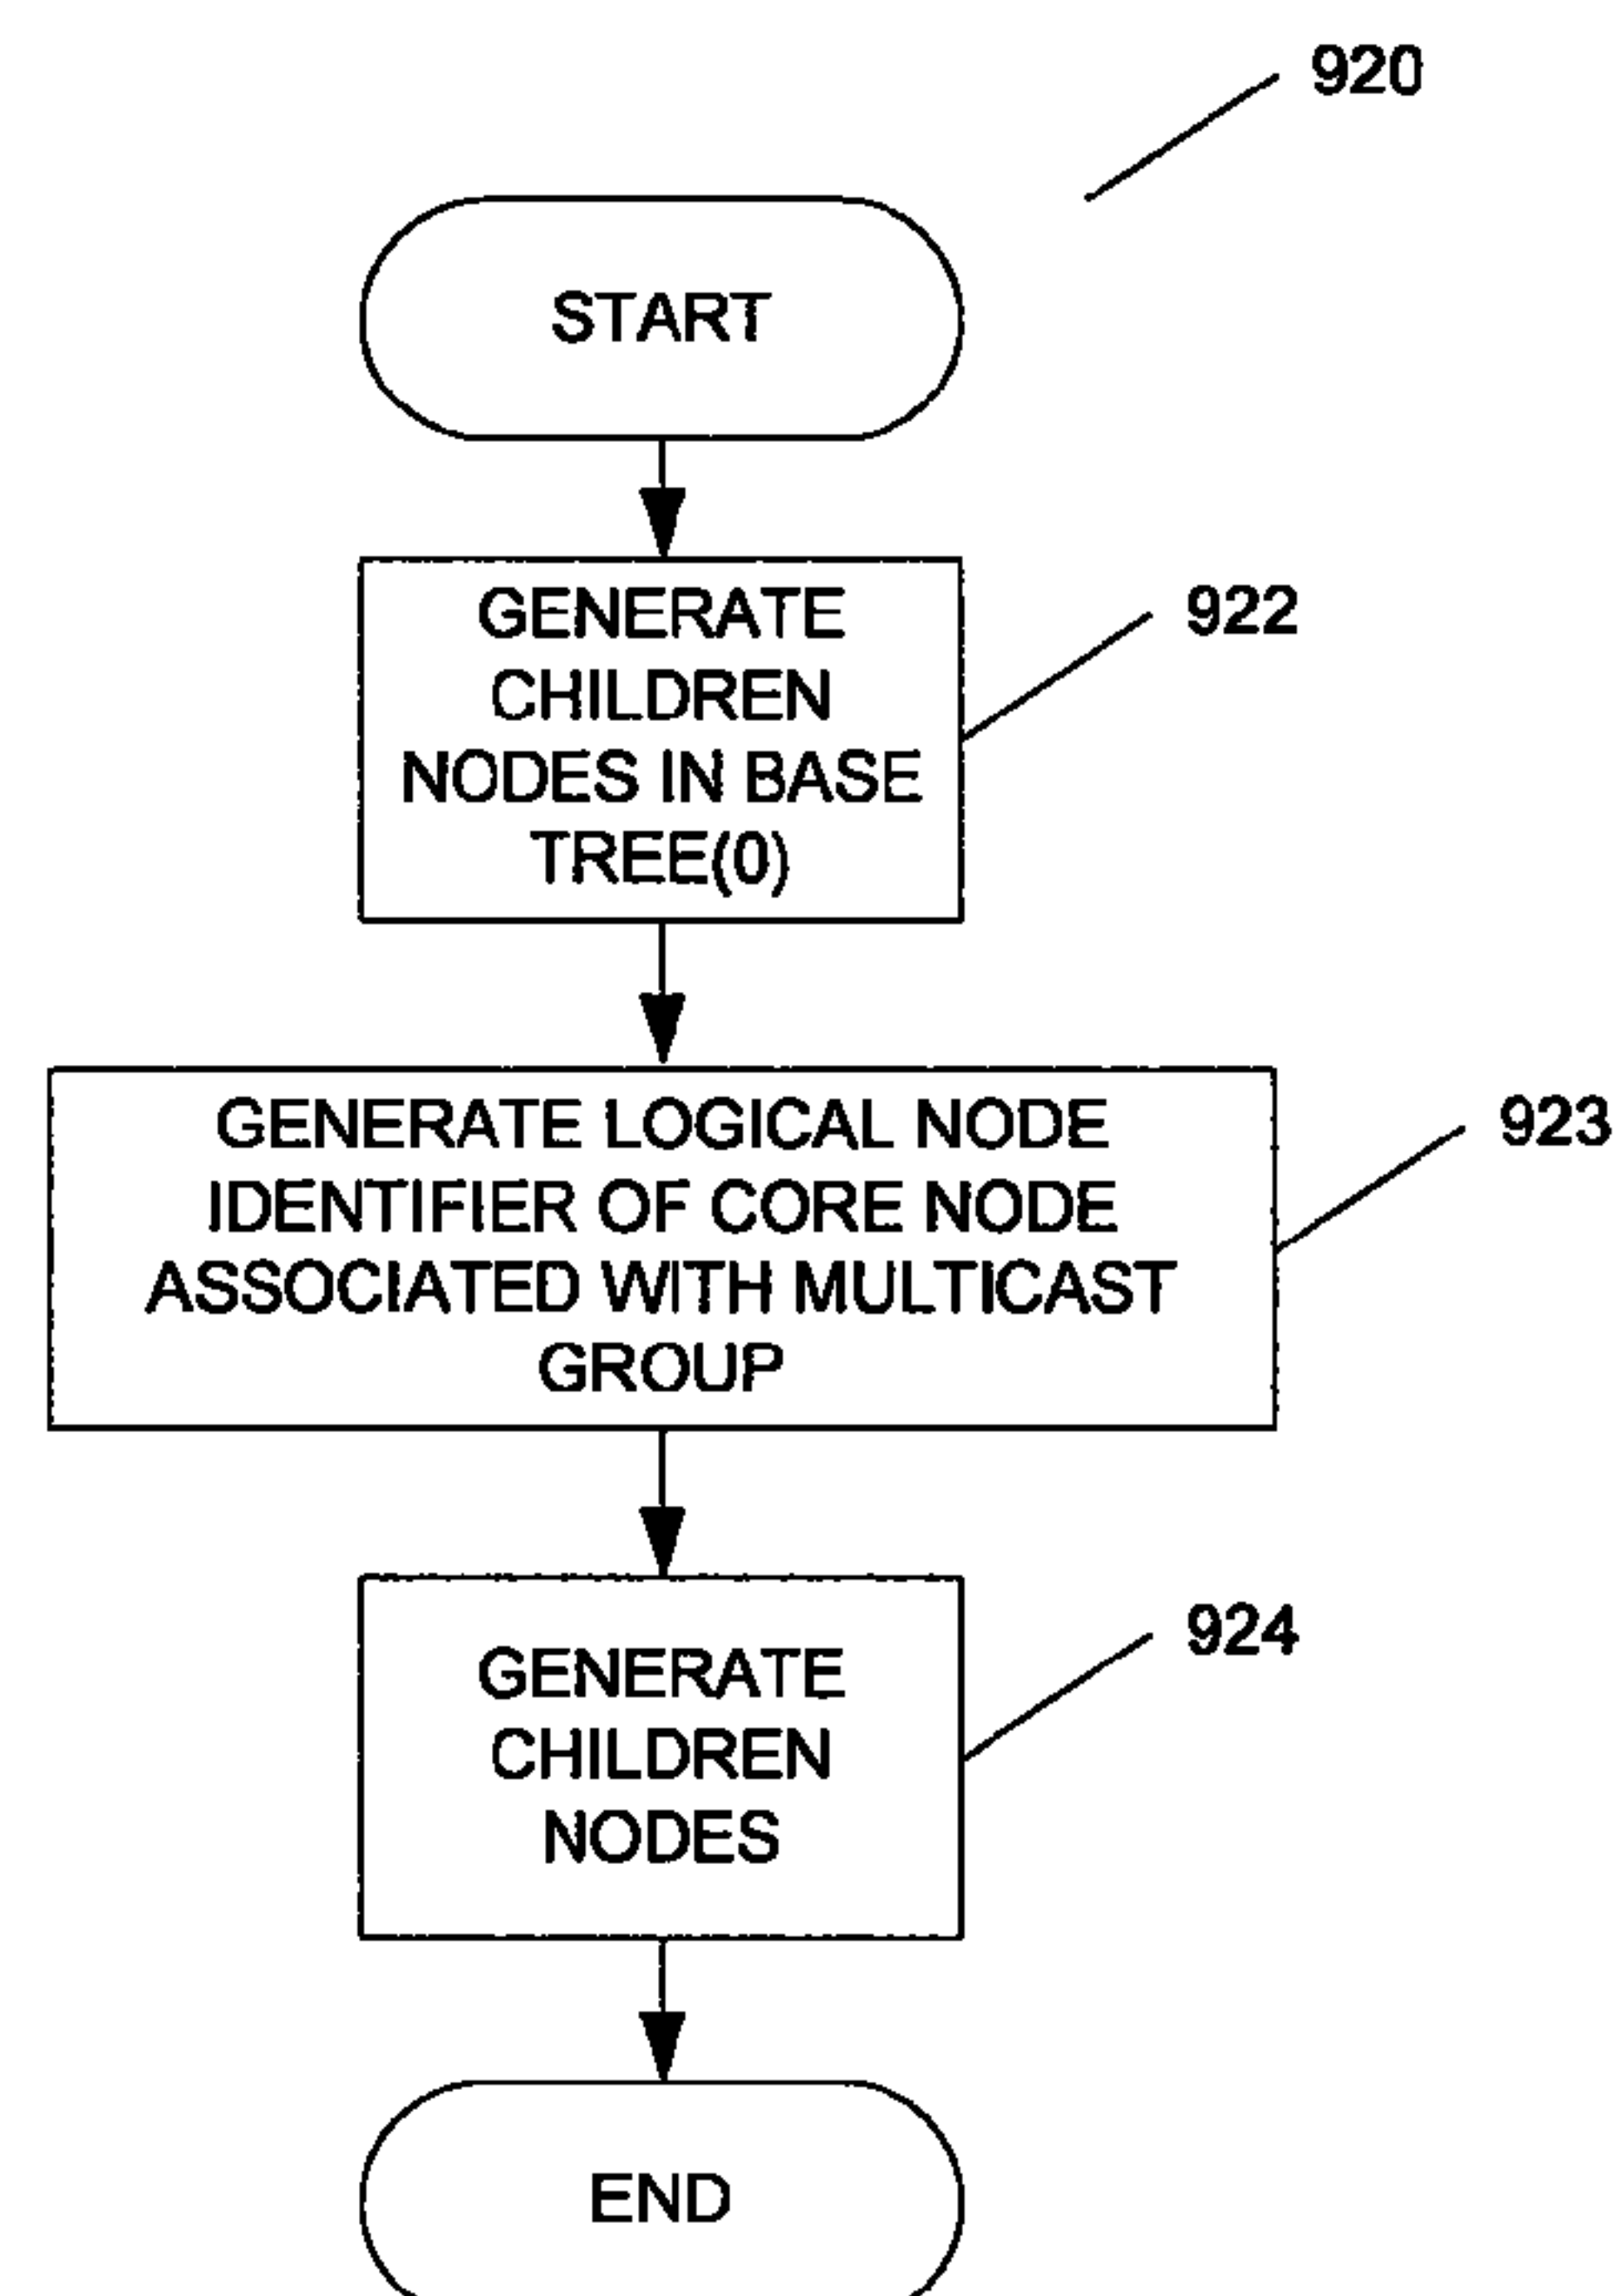 920
START
GENERATE
CHILDREN
NODES IN BASE
TREE(0)
922
GENERATE LOGICAL NODE
IDENTIFIER OF CORE NODE
ASSOCIATED WITH MULTICAST
GROUP
923
GENERATE
CHILDREN
NODES
924
END